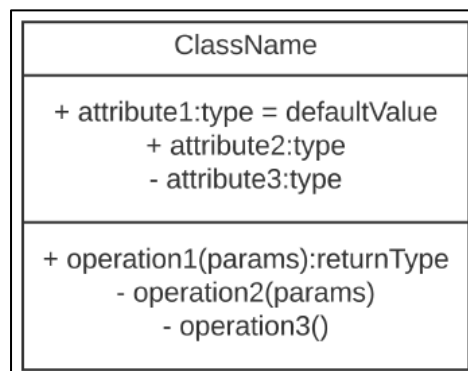 ClassName
+ attribute1:type = defaultValue
+ attribute2:type
- attribute3:type
+ operation1(params):returnType
- operation2(params)
- operation3()